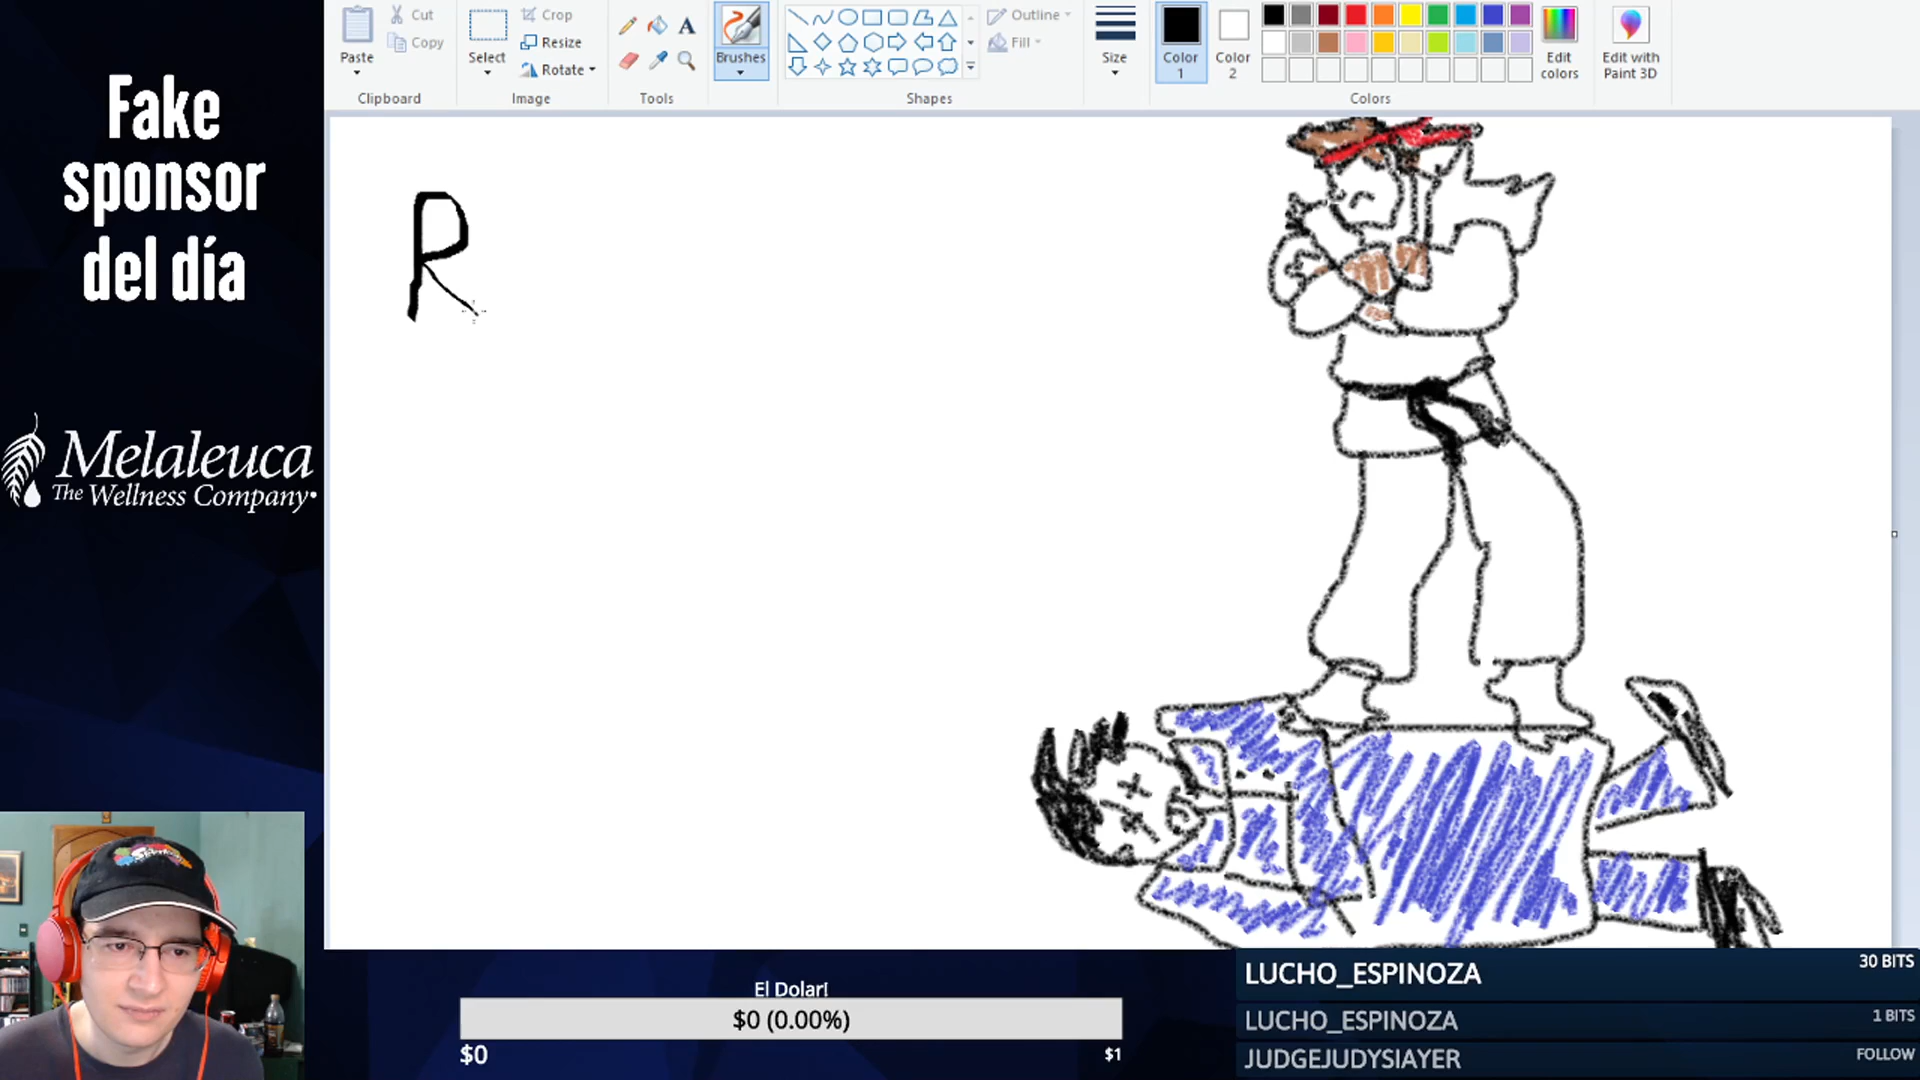 Fake
sponsor
del día
Melaleuca
The Wellness Company
Paste
Cut
Copy
Clipboard
Select
Crop
Resize
Rotate
Image
A
Tools
Brushes
Shapes
Outline
Fill
Size
Color
1
Color
2
Edit
colors
Edit with
Paint 3D
Colors
R
El Dolar!
$0 (0.00%)
$0
$1
LUCHO_ESPINOZA
30 BITS
LUCHO_ESPINOZA
1 BITS
JUDGEJUDYSIAYER
FOLLOW